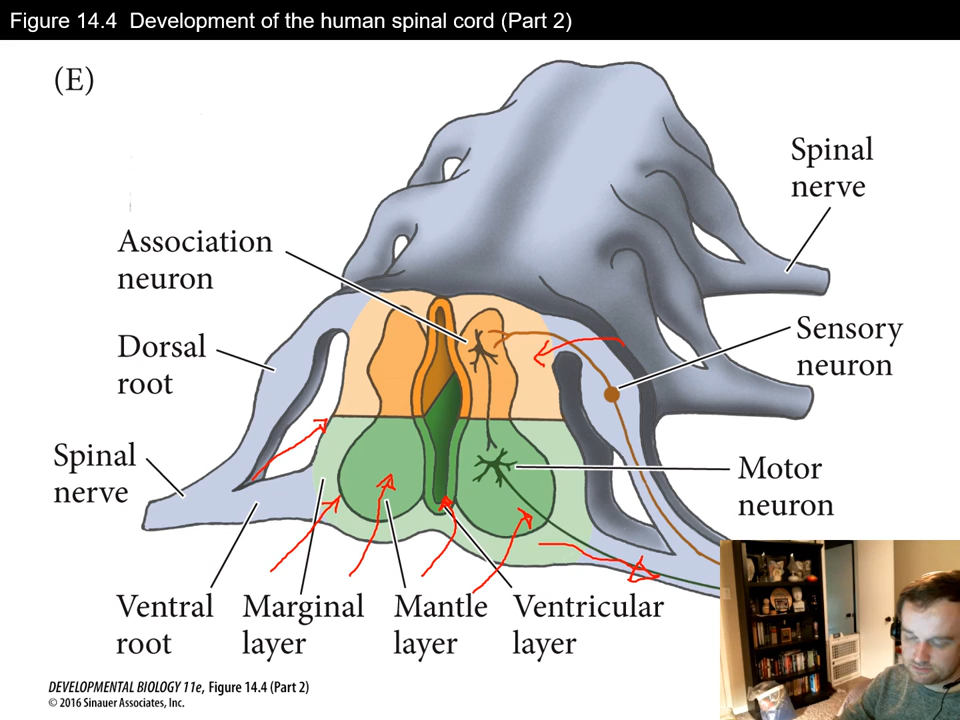 Figure 14.4 Development of the human spinal cord (Part 2)
(E)
Spinal
nerve
Association
neuron
Dorsal
root
Sensory
neuron
Spinal
nerve
Motor
neuron
Ventral
root
Marginal
layer
Mantle
layer
Ventricular
layer
DEVELOPMENTAL BIOLOGY 11e, Figure 14.4 (Part 2)
© 2016 Sinauer Associates, Inc.